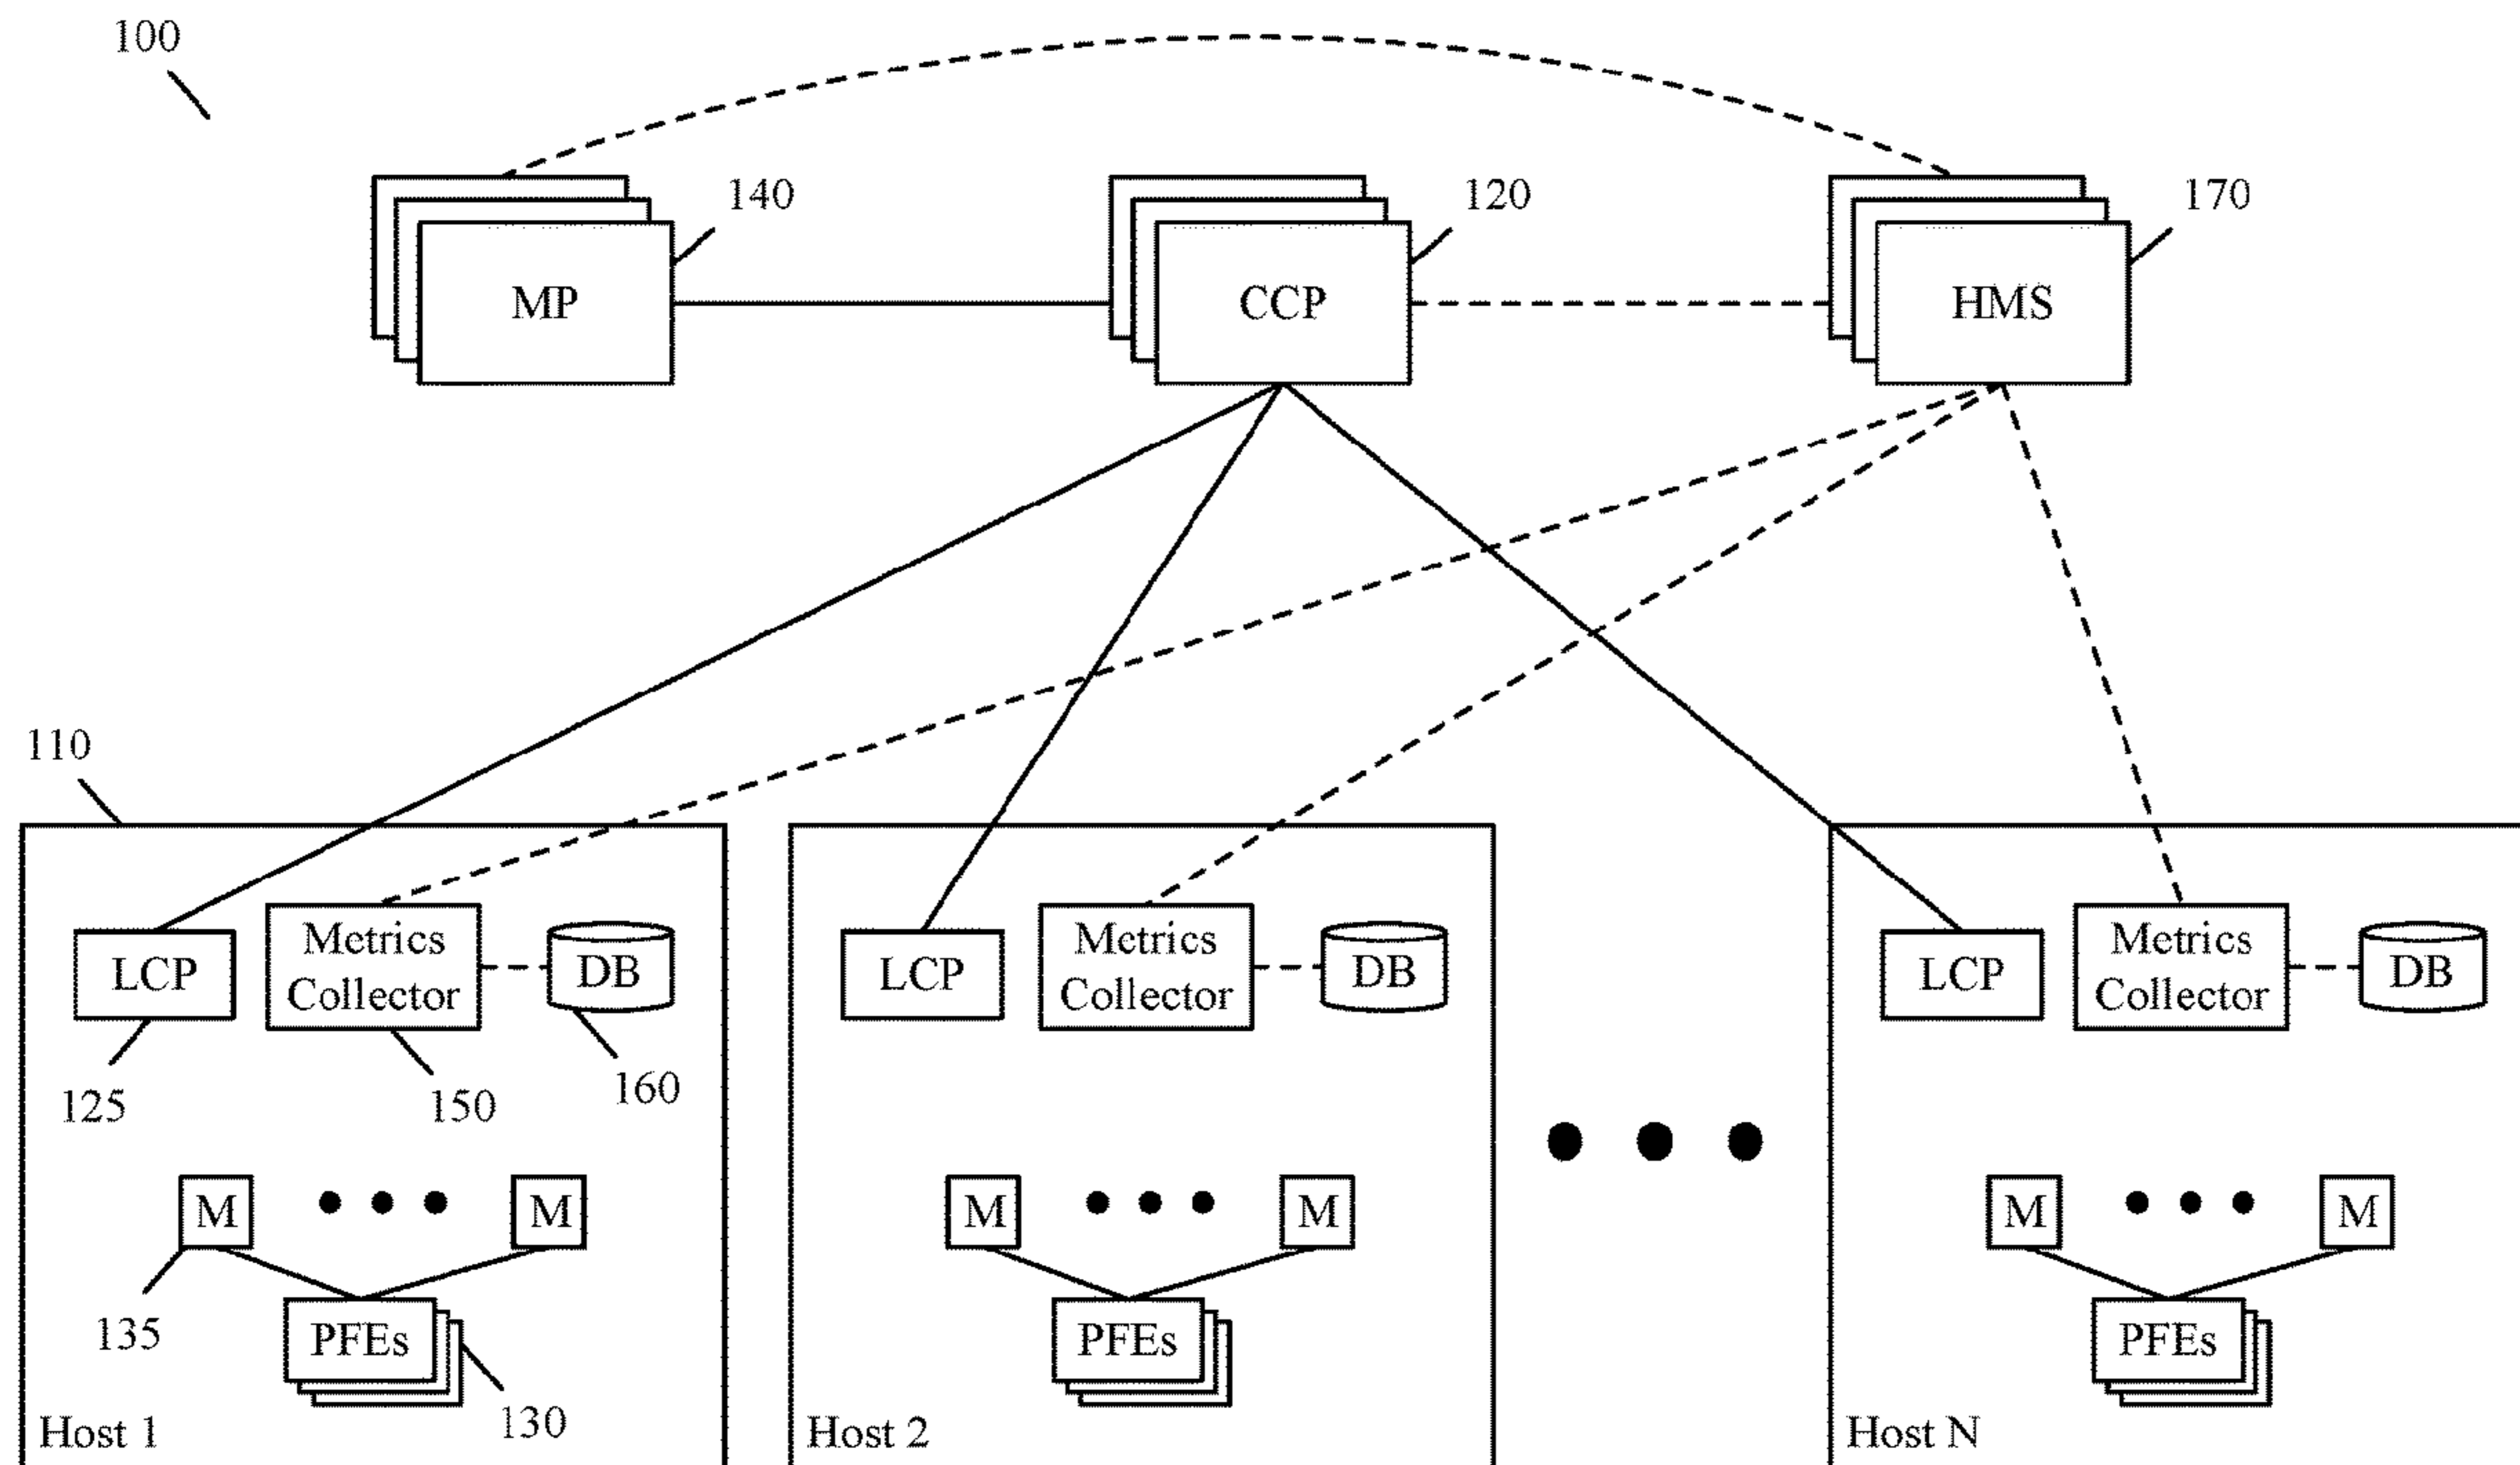 100
140
120
170
MP
CCP
HMS
110
LCP
Metrics
Collector
DB
125
150
160
M
M
135
PFEs
130
Host 1
LCP
Metrics
Collector
DB
M
M
PFEs
Host 2
LCP
Metrics
Collector
DB
M
M
PFEs
Host N